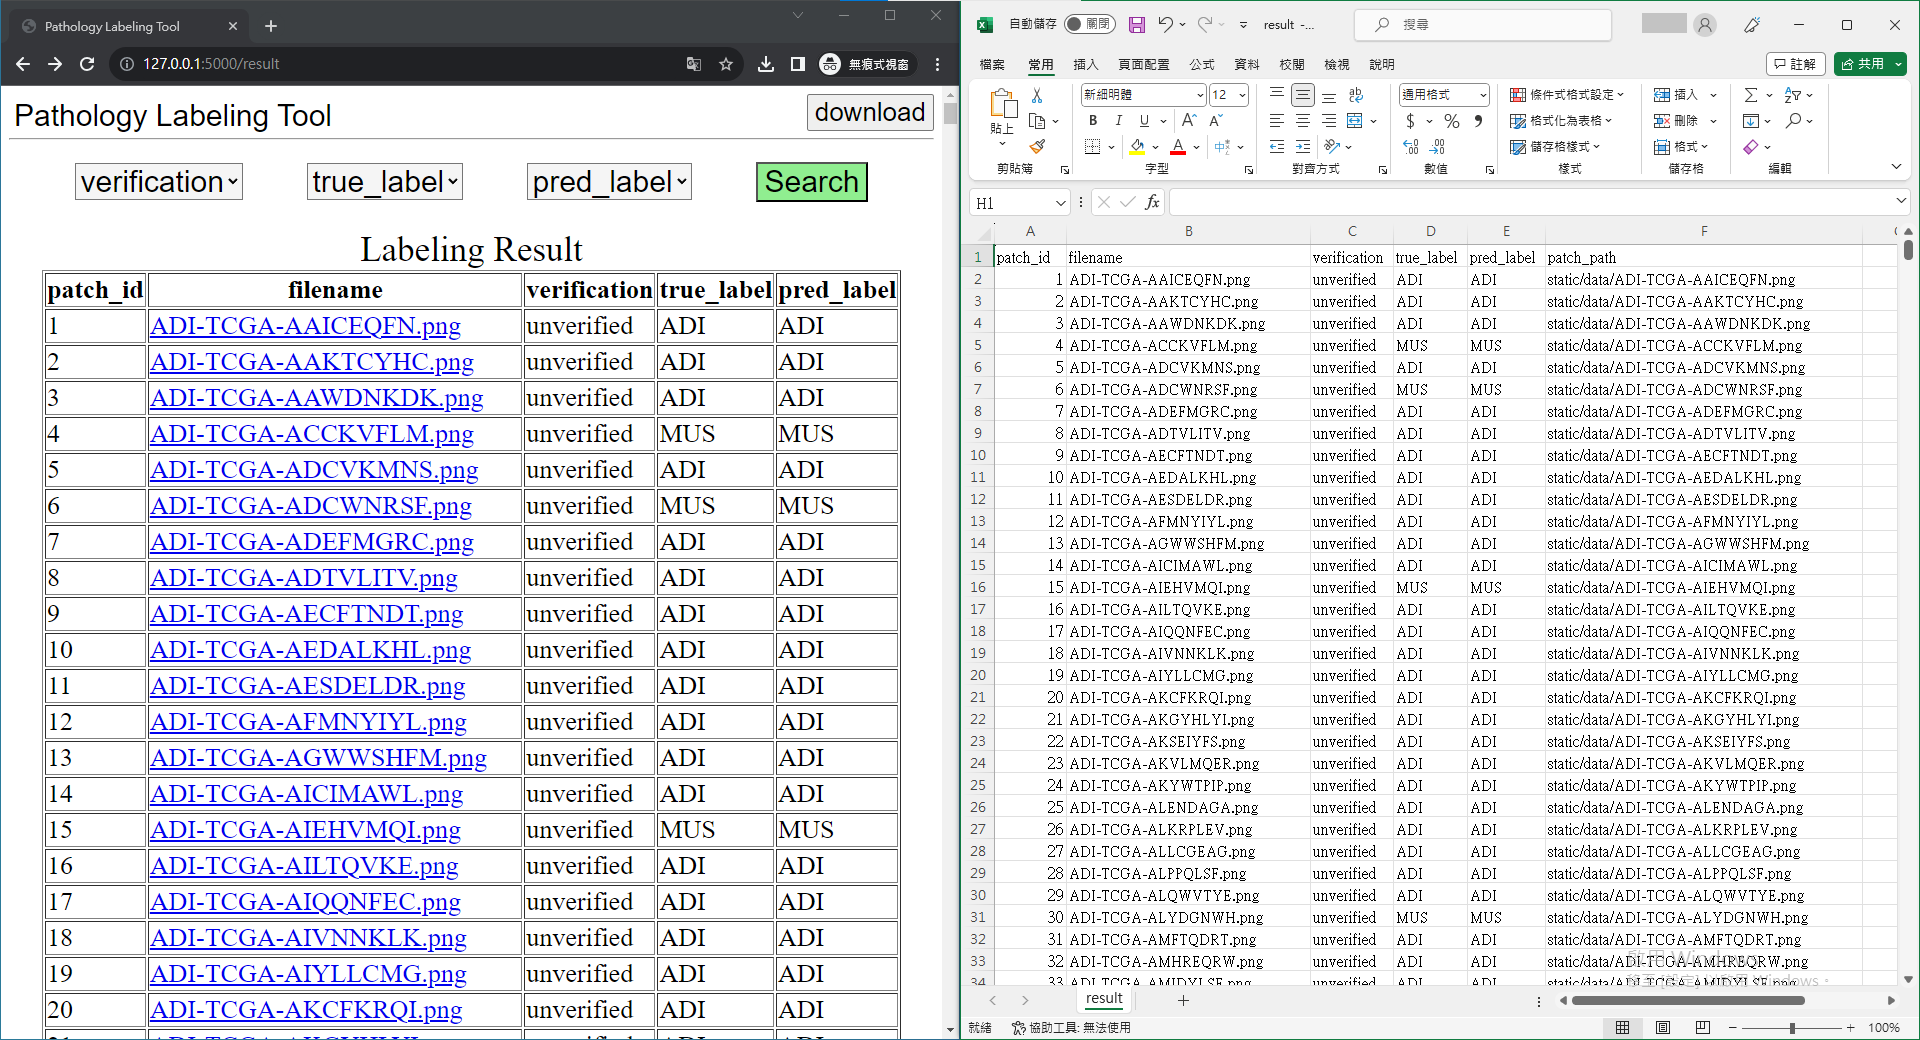 Pathology Labeling Tool
127.0.0.1:5000/result
無痕式視窗
Pathology Labeling Tool
download
verification
true_label
pred_label
Search
Labeling Result
patch_id filename verification true_label pred_label
1 ADI-TCGA-AAICEQFN.png unverified ADI ADI
2 ADI-TCGA-AAKTCYHC.png unverified ADI ADI
3 ADI-TCGA-AAWDNKDK.png unverified ADI ADI
4 ADI-TCGA-ACCKVFLM.png unverified MUS MUS
5 ADI-TCGA-ADCVKMNS.png unverified ADI ADI
6 ADI-TCGA-ADCWNRSF.png unverified MUS MUS
7 ADI-TCGA-ADEFMGRC.png unverified ADI ADI
8 ADI-TCGA-ADTVLITV.png unverified ADI ADI
9 ADI-TCGA-AECFTNDT.png unverified ADI ADI
10 ADI-TCGA-AEDALKHL.png unverified ADI ADI
11 ADI-TCGA-AESDELDR.png unverified ADI ADI
12 ADI-TCGA-AFMNYIYL.png unverified ADI ADI
13 ADI-TCGA-AGWWSHFM.png unverified ADI ADI
14 ADI-TCGA-AICIMAWL.png unverified ADI ADI
15 ADI-TCGA-AIEHVMQI.png unverified MUS MUS
16 ADI-TCGA-AILTQVKE.png unverified ADI ADI
17 ADI-TCGA-AIQQNFEC.png unverified ADI ADI
18 ADI-TCGA-AIVNNKLK.png unverified ADI ADI
19 ADI-TCGA-AIYLLCMG.png unverified ADI ADI
20 ADI-TCGA-AKCFKRQI.png unverified ADI ADI
自動儲存 關閉 result -... 搜尋
檔案 常用 插入 頁面配置 公式 資料 校閱 檢視 說明 註解 共用
貼上 新細明體 12 通用格式 條件式格式設定 插入
B I U $ % 格式化為表格 刪除
儲存格樣式 格式
剪貼簿 字型 對齊方式 數值 樣式 儲存格 編輯
H1 fx
A B C D E F
1 patch_id filename verification true_label pred_label patch_path
2 1 ADI-TCGA-AAICEQFN.png unverified ADI ADI static/data/ADI-TCGA-AAICEQFN.png
3 2 ADI-TCGA-AAKTCYHC.png unverified ADI ADI static/data/ADI-TCGA-AAKTCYHC.png
4 3 ADI-TCGA-AAWDNKDK.png unverified ADI ADI static/data/ADI-TCGA-AAWDNKDK.png
5 4 ADI-TCGA-ACCKVFLM.png unverified MUS MUS static/data/ADI-TCGA-ACCKVFLM.png
6 5 ADI-TCGA-ADCVKMNS.png unverified ADI ADI static/data/ADI-TCGA-ADCVKMNS.png
7 6 ADI-TCGA-ADCWNRSF.png unverified MUS MUS static/data/ADI-TCGA-ADCWNRSF.png
8 7 ADI-TCGA-ADEFMGRC.png unverified ADI ADI static/data/ADI-TCGA-ADEFMGRC.png
9 8 ADI-TCGA-ADTVLITV.png unverified ADI ADI static/data/ADI-TCGA-ADTVLITV.png
10 9 ADI-TCGA-AECFTNDT.png unverified ADI ADI static/data/ADI-TCGA-AECFTNDT.png
11 10 ADI-TCGA-AEDALKHL.png unverified ADI ADI static/data/ADI-TCGA-AEDALKHL.png
12 11 ADI-TCGA-AESDELDR.png unverified ADI ADI static/data/ADI-TCGA-AESDELDR.png
13 12 ADI-TCGA-AFMNYIYL.png unverified ADI ADI static/data/ADI-TCGA-AFMNYIYL.png
14 13 ADI-TCGA-AGWWSHFM.png unverified ADI ADI static/data/ADI-TCGA-AGWWSHFM.png
15 14 ADI-TCGA-AICIMAWL.png unverified ADI ADI static/data/ADI-TCGA-AICIMAWL.png
16 15 ADI-TCGA-AIEHVMQI.png unverified MUS MUS static/data/ADI-TCGA-AIEHVMQI.png
17 16 ADI-TCGA-AILTQVKE.png unverified ADI ADI static/data/ADI-TCGA-AILTQVKE.png
18 17 ADI-TCGA-AIQQNFEC.png unverified ADI ADI static/data/ADI-TCGA-AIQQNFEC.png
19 18 ADI-TCGA-AIVNNKLK.png unverified ADI ADI static/data/ADI-TCGA-AIVNNKLK.png
20 19 ADI-TCGA-AIYLLCMG.png unverified ADI ADI static/data/ADI-TCGA-AIYLLCMG.png
21 20 ADI-TCGA-AKCFKRQI.png unverified ADI ADI static/data/ADI-TCGA-AKCFKRQI.png
22 21 ADI-TCGA-AKGYHLYI.png unverified ADI ADI static/data/ADI-TCGA-AKGYHLYI.png
23 22 ADI-TCGA-AKSEIYFS.png unverified ADI ADI static/data/ADI-TCGA-AKSEIYFS.png
24 23 ADI-TCGA-AKVLMQER.png unverified ADI ADI static/data/ADI-TCGA-AKVLMQER.png
25 24 ADI-TCGA-AKYWTPIP.png unverified ADI ADI static/data/ADI-TCGA-AKYWTPIP.png
26 25 ADI-TCGA-ALENDAGA.png unverified ADI ADI static/data/ADI-TCGA-ALENDAGA.png
27 26 ADI-TCGA-ALKRPLEV.png unverified ADI ADI static/data/ADI-TCGA-ALKRPLEV.png
28 27 ADI-TCGA-ALLCGEAG.png unverified ADI ADI static/data/ADI-TCGA-ALLCGEAG.png
29 28 ADI-TCGA-ALPPQLSF.png unverified ADI ADI static/data/ADI-TCGA-ALPPQLSF.png
30 29 ADI-TCGA-ALQWVTYE.png unverified ADI ADI static/data/ADI-TCGA-ALQWVTYE.png
31 30 ADI-TCGA-ALYDGNWH.png unverified MUS MUS static/data/ADI-TCGA-ALYDGNWH.png
32 31 ADI-TCGA-AMFTQDRT.png unverified ADI ADI static/data/ADI-TCGA-AMFTQDRT.png
33 32 ADI-TCGA-AMHREQRW.png unverified ADI ADI static/data/ADI-TCGA-AMHREQRW.png
34 33 ADI-TCGA-AMIDYLSF.png unverified ADI ADI static/data/ADI-TCGA-AMIDYLSF.png
result
就緒 協助工具: 無法使用 100%